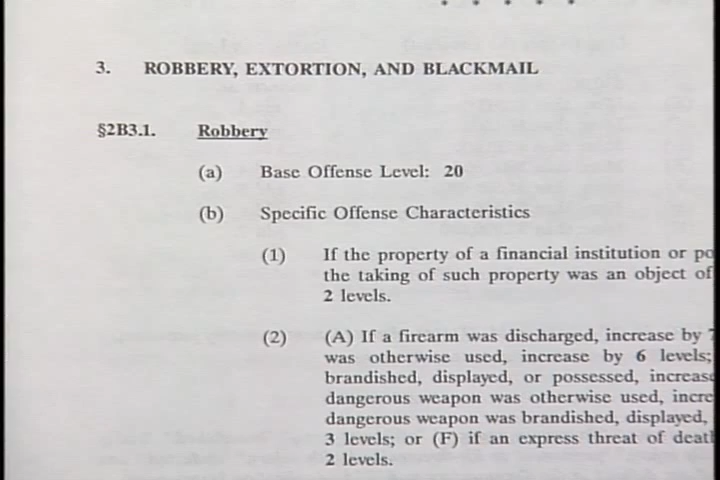 * * * * *
3. ROBBERY, EXTORTION, AND BLACKMAIL
§2B3.1. Robbery
(a) Base Offense Level: 20
(b) Specific Offense Characteristics
(1) If the property of a financial institution or
the taking of such property was an object of
2 levels.
(2) (A) If a firearm was discharged, increase by 7
was otherwise used, increase by 6 levels;
brandished, displayed, or possessed,
dangerous weapon was otherwise used,
dangerous weapon was brandished, displayed,
3 levels; or (F) if an express threat of
2 levels.